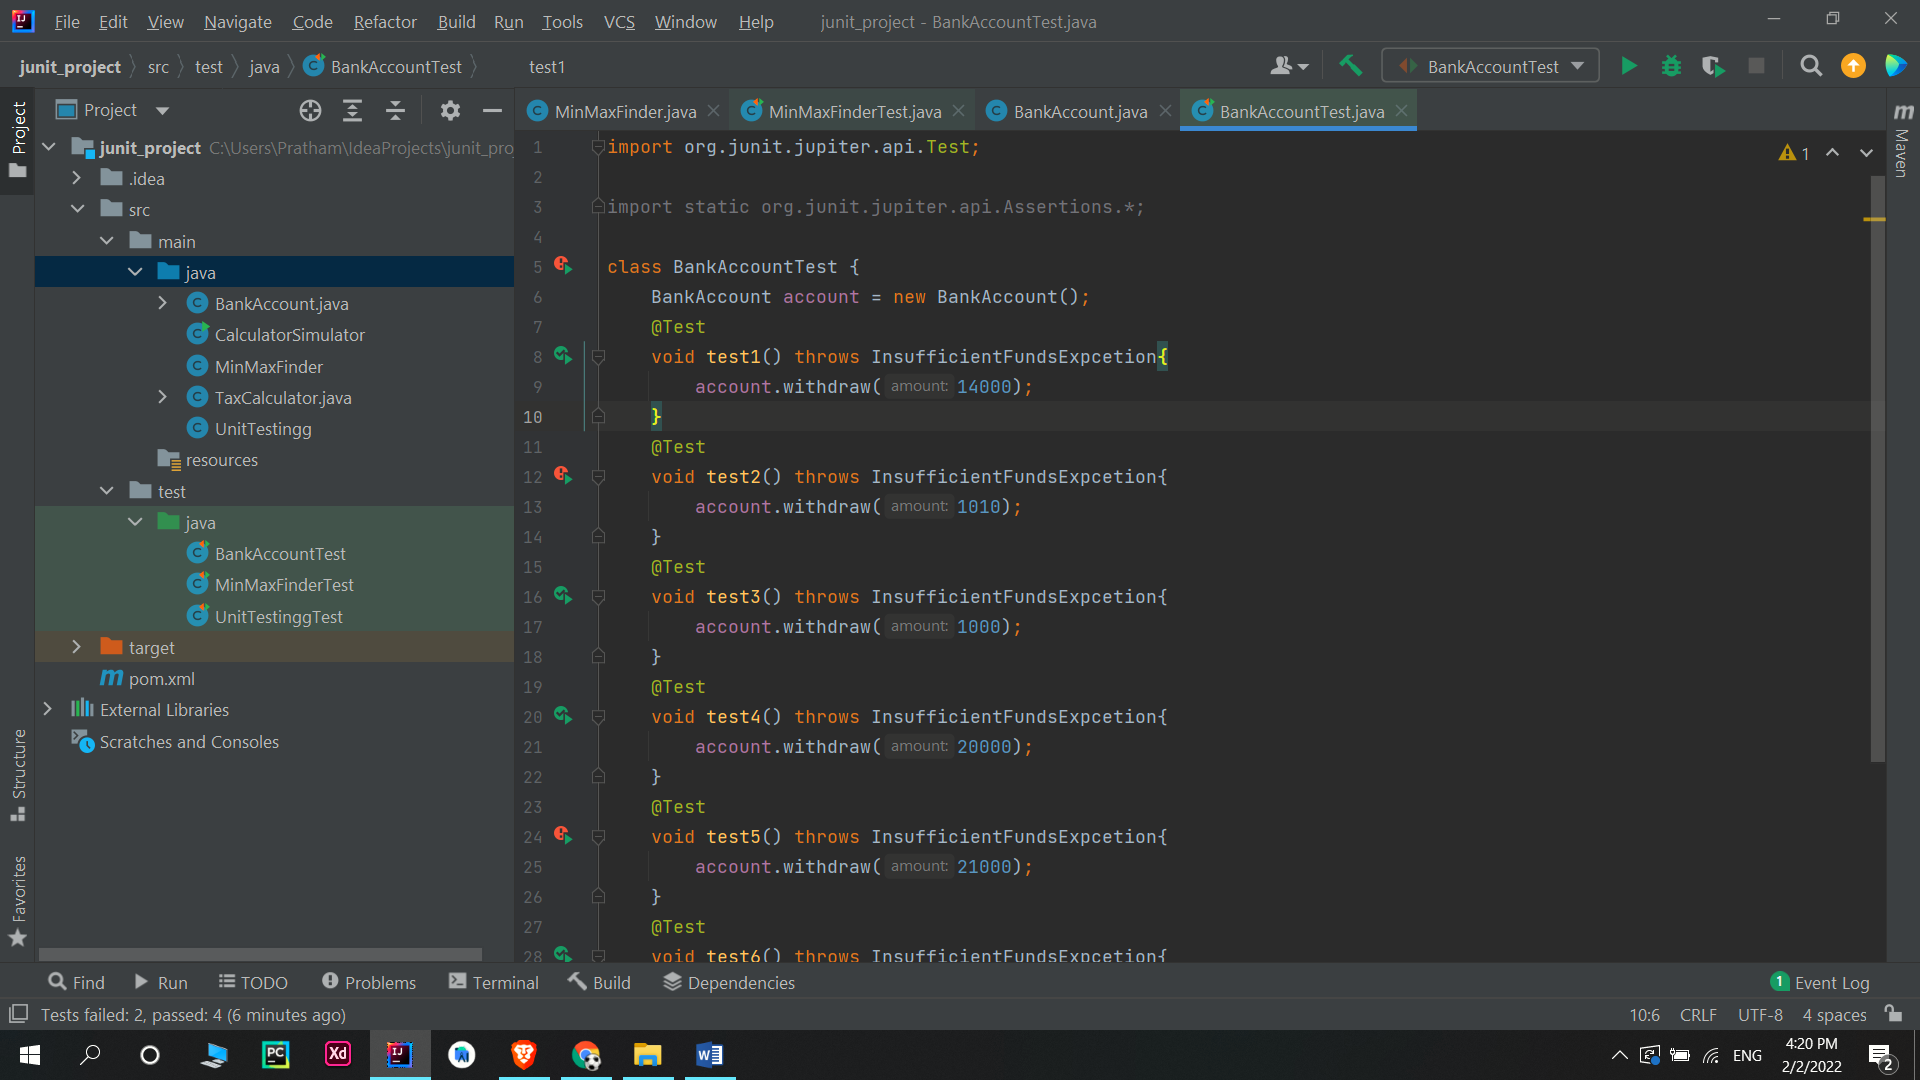 File Edit View Navigate Code Refactor Build Run Tools VCS Window Help junit_project - BankAccountTest.java
junit_project src test java BankAccountTest test1 BankAccountTest
Project
MinMaxFinder.java MinMaxFinderTest.java BankAccount.java BankAccountTest.java
Project
Structure
Favorites
junit_project C:\Users\Pratham\IdeaProjects\junit_pro
.idea
src
main
java
BankAccount.java
CalculatorSimulator
MinMaxFinder
TaxCalculator.java
UnitTestingg
resources
test
java
BankAccountTest
MinMaxFinderTest
UnitTestinggTest
target
pom.xml
External Libraries
Scratches and Consoles
1 import org.junit.jupiter.api.Test;
2
3 import static org.junit.jupiter.api.Assertions.*;
4
5 class BankAccountTest {
6 BankAccount account = new BankAccount();
7 @Test
8 void test1() throws InsufficientFundsExpcetion{
9 account.withdraw( amount: 14000);
10 }
11 @Test
12 void test2() throws InsufficientFundsExpcetion{
13 account.withdraw( amount: 1010);
14 }
15 @Test
16 void test3() throws InsufficientFundsExpcetion{
17 account.withdraw( amount: 1000);
18 }
19 @Test
20 void test4() throws InsufficientFundsExpcetion{
21 account.withdraw( amount: 20000);
22 }
23 @Test
24 void test5() throws InsufficientFundsExpcetion{
25 account.withdraw( amount: 21000);
26 }
27 @Test
28 void test6() throws InsufficientFundsExpcetion{
1
m Maven
Find Run TODO Problems Terminal Build Dependencies 1 Event Log
Tests failed: 2, passed: 4 (6 minutes ago) 10:6 CRLF UTF-8 4 spaces
PC Xd IJ W ENG 4:20 PM
2/2/2022 2